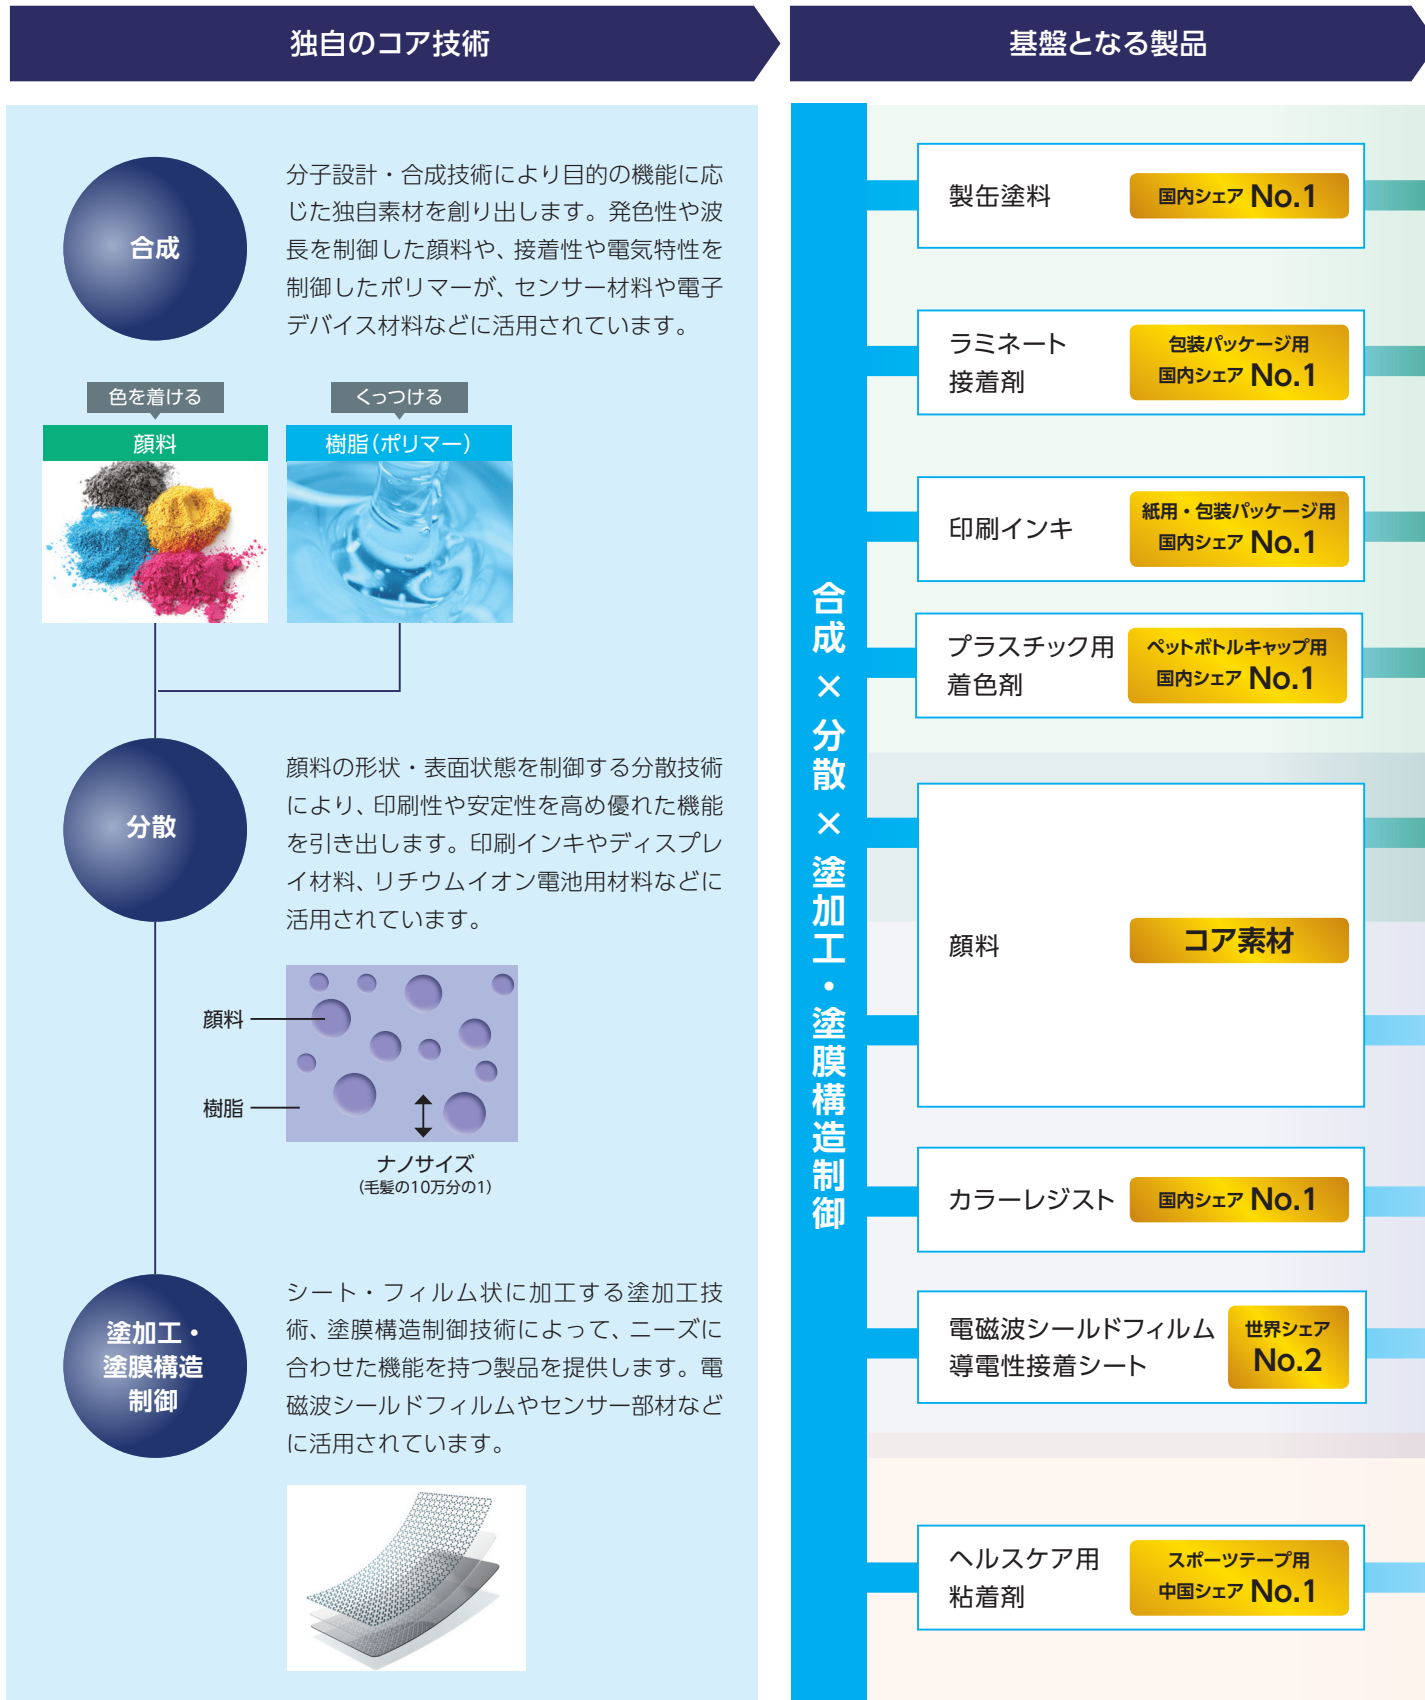 独自のコア技術
合成
分子設計・合成技術により目的の機能に応
じた独自素材を創り出します。発色性や波
長を制御した顔料や、接着性や電気特性を
制御したポリマーが、センサー材料や電子
デバイス材料などに活用されています。
色を着ける
顔料
くっつける
樹脂(ポリマー)
分散
顔料の形状・表面状態を制御する分散技術
により、印刷性や安定性を高め優れた機能
を引き出します。印刷インキやディスプレ
イ材料、リチウムイオン電池用材料などに
活用されています。
顔料
樹脂
ナノサイズ
(毛髪の10万分の1)
塗加工・
塗膜構造
制御
シート・フィルム状に加工する塗加工技
術、塗膜構造制御技術によって、ニーズに
合わせた機能を持つ製品を提供します。電
磁波シールドフィルムやセンサー部材など
に活用されています。
基盤となる製品
合成×分散×塗加工・塗膜構造制御
製缶塗料
国内シェア No.1
ラミネート
接着剤
包装パッケージ用
国内シェア No.1
印刷インキ
紙用・包装パッケージ用
国内シェア No.1
プラスチック用
着色剤
ペットボトルキャップ用
国内シェア No.1
顔料
コア素材
カラーレジスト
国内シェア No.1
電磁波シールドフィルム
導電性接着シート
世界シェア
No.2
ヘルスケア用
粘着剤
スポーツテープ用
中国シェア No.1